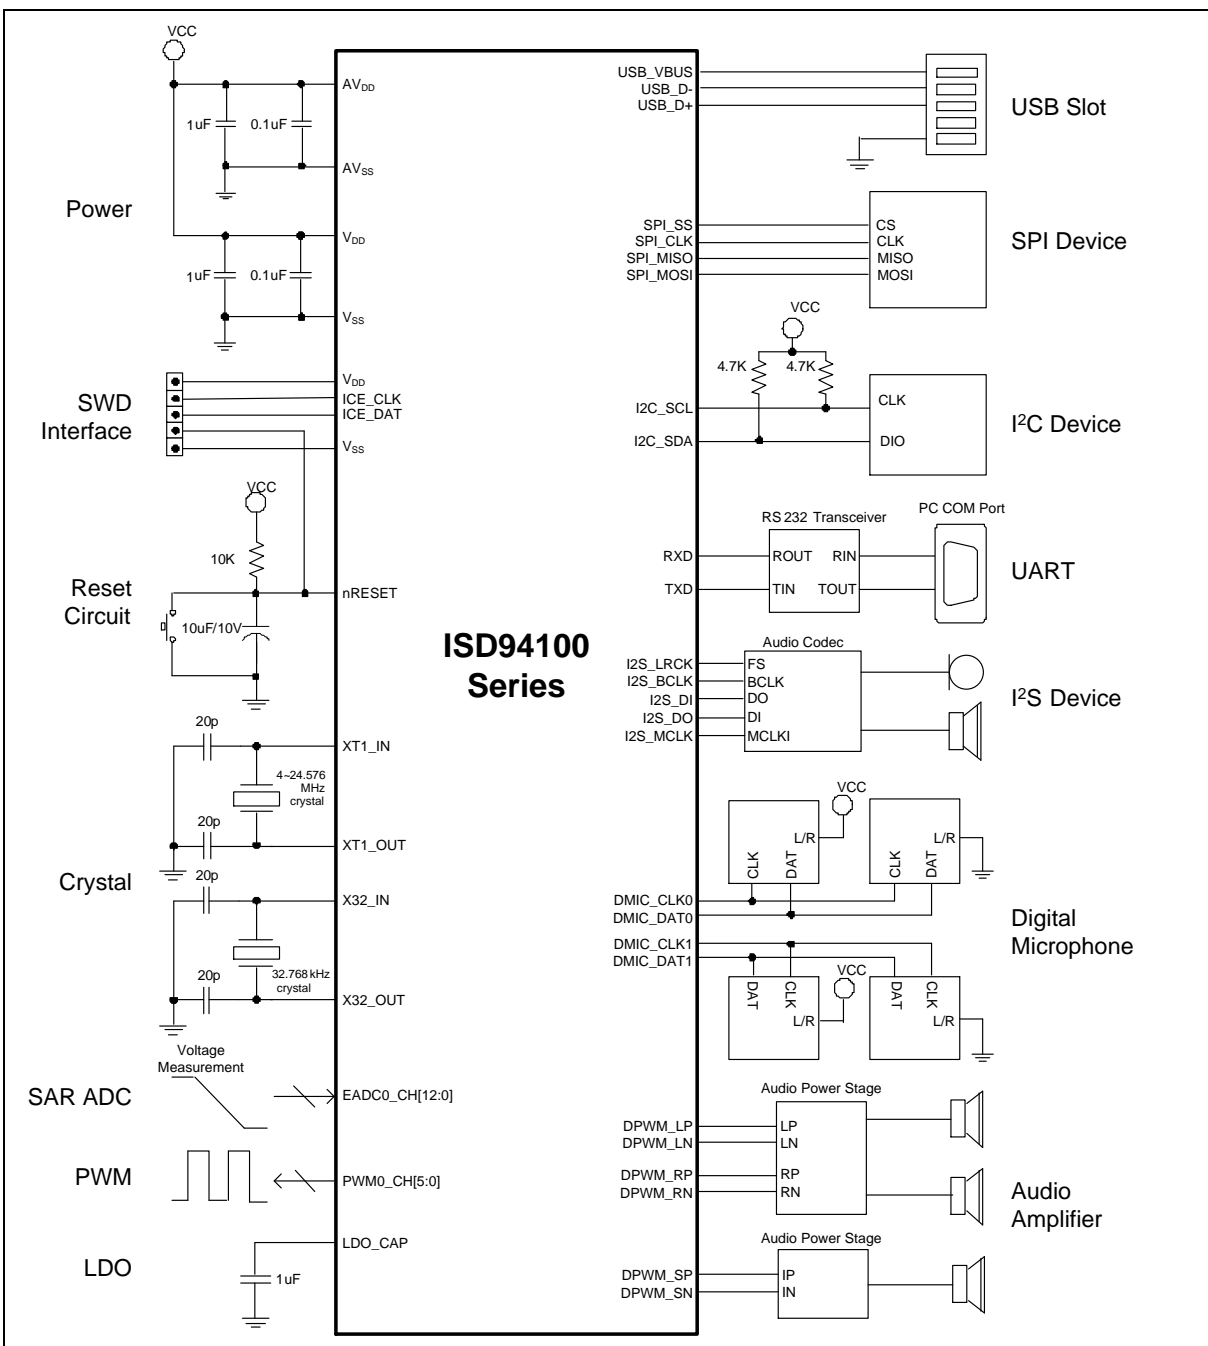 VCC
AVDD
1uF
0.1uF
AVSS
Power
VDD
1uF
0.1uF
VSS
SWD
Interface
VDD
ICE_CLK
ICE_DAT
VSS
VCC
10K
Reset
Circuit
nRESET
10uF/10V
20p
XT1_IN
4~24.576
MHz
crystal
20p
XT1_OUT
Crystal
20p
X32_IN
32.768kHz
crystal
20p
X32_OUT
Voltage
Measurement
SAR ADC
EADC0_CH[12:0]
PWM
PWM0_CH[5:0]
LDO
LDO_CAP
1uF
ISD94100
Series
USB_VBUS
USB_D-
USB_D+
USB Slot
SPI_SS
SPI_CLK
SPI_MISO
SPI_MOSI
CS
CLK
MISO
MOSI
SPI Device
VCC
4.7K
4.7K
I2C_SCL
I2C_SDA
CLK
DIO
I2C Device
RS232 Transceiver
PC COM Port
RXD
TXD
ROUT
RIN
TIN
TOUT
UART
Audio Codec
I2S_LRCK
I2S_BCLK
I2S_DI
I2S_DO
I2S_MCLK
FS
BCLK
DO
DI
MCLKI
I2S Device
VCC
L/R
CLK
DAT
L/R
CLK
DAT
DMIC_CLK0
DMIC_DAT0
DMIC_CLK1
DMIC_DAT1
Digital
Microphone
VCC
DAT
CLK
L/R
DAT
CLK
L/R
Audio Power Stage
DPWM_LP
DPWM_LN
DPWM_RP
DPWM_RN
LP
LN
RP
RN
Audio
Amplifier
Audio Power Stage
DPWM_SP
DPWM_SN
IP
IN